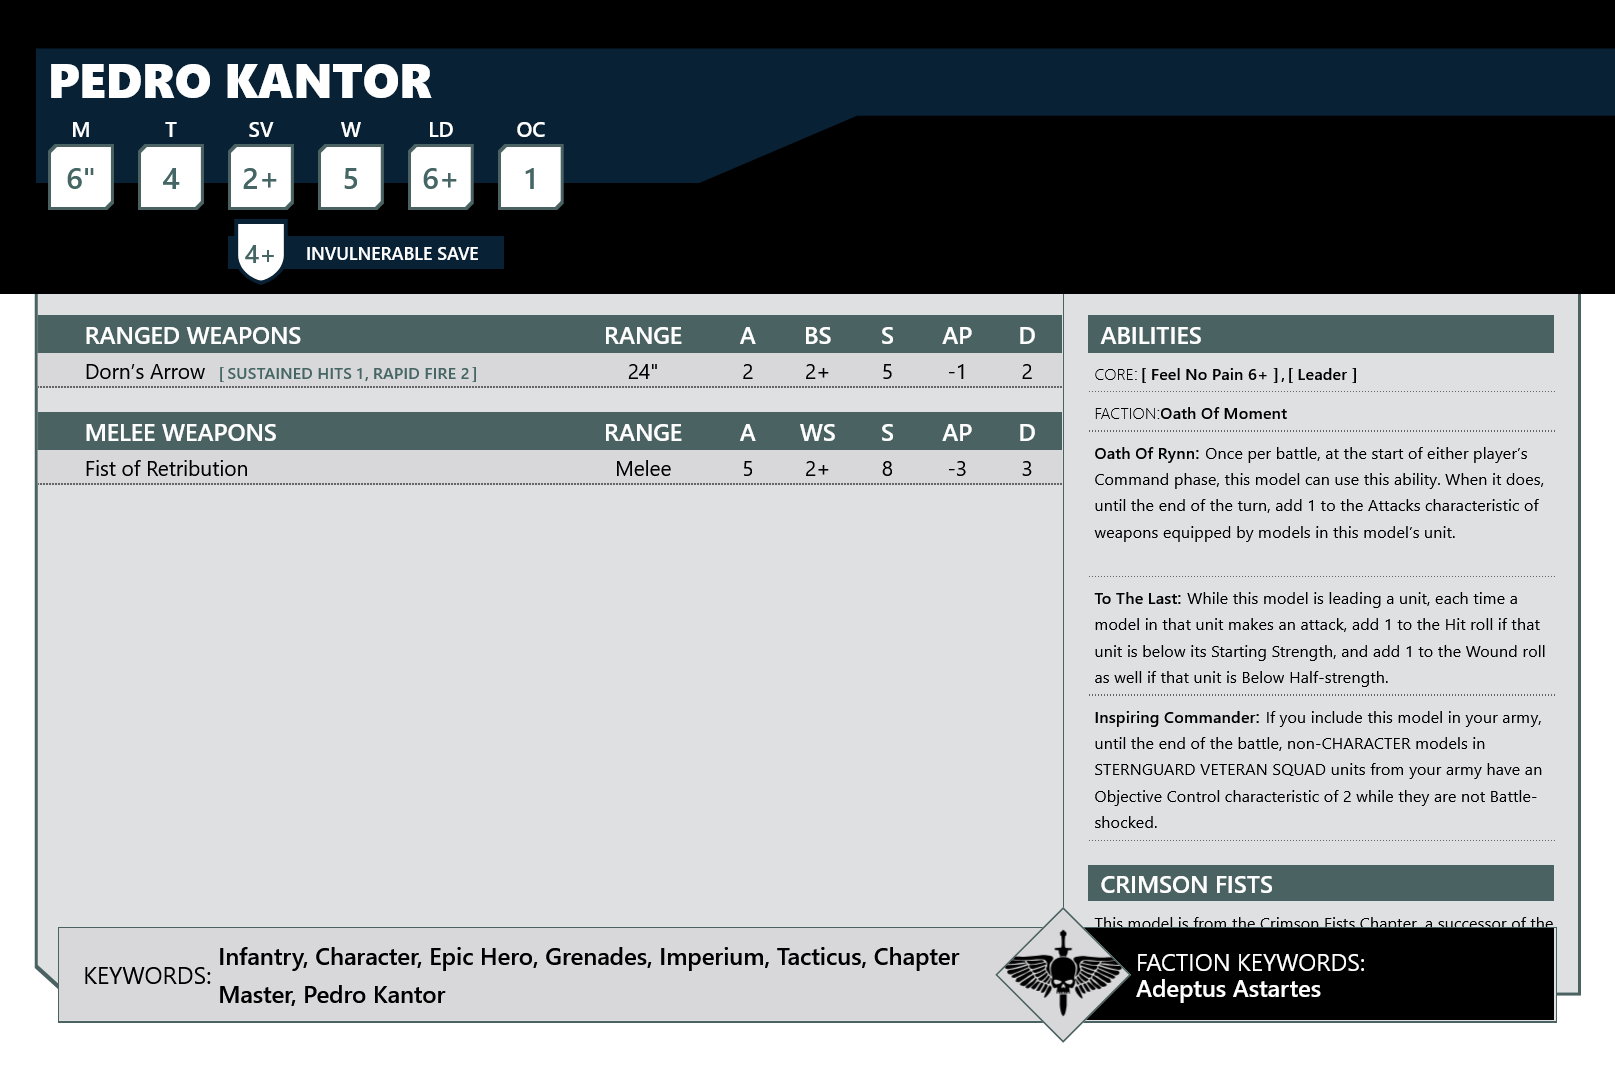 PEDRO KANTOR
M T SV W LD OC
6" 4 2+ 5 6+ 1
4+ INVULNERABLE SAVE
RANGED WEAPONS RANGE A BS S AP D
Dorn’s Arrow [ SUSTAINED HITS 1, RAPID FIRE 2 ] 24" 2 2+ 5 -1 2
MELEE WEAPONS RANGE A WS S AP D
Fist of Retribution Melee 5 2+ 8 -3 3
ABILITIES
CORE: [ Feel No Pain 6+ ] , [ Leader ]
FACTION:Oath Of Moment
Oath Of Rynn: Once per battle, at the start of either player’s
Command phase, this model can use this ability. When it does,
until the end of the turn, add 1 to the Attacks characteristic of
weapons equipped by models in this model’s unit.
To The Last: While this model is leading a unit, each time a
model in that unit makes an attack, add 1 to the Hit roll if that
unit is below its Starting Strength, and add 1 to the Wound roll
as well if that unit is Below Half-strength.
Inspiring Commander: If you include this model in your army,
until the end of the battle, non-CHARACTER models in
STERNGUARD VETERAN SQUAD units from your army have an
Objective Control characteristic of 2 while they are not Battle-
shocked.
CRIMSON FISTS
This model is from the Crimson Fists Chapter, a successor of the
KEYWORDS: Infantry, Character, Epic Hero, Grenades, Imperium, Tacticus, Chapter
Master, Pedro Kantor
FACTION KEYWORDS:
Adeptus Astartes